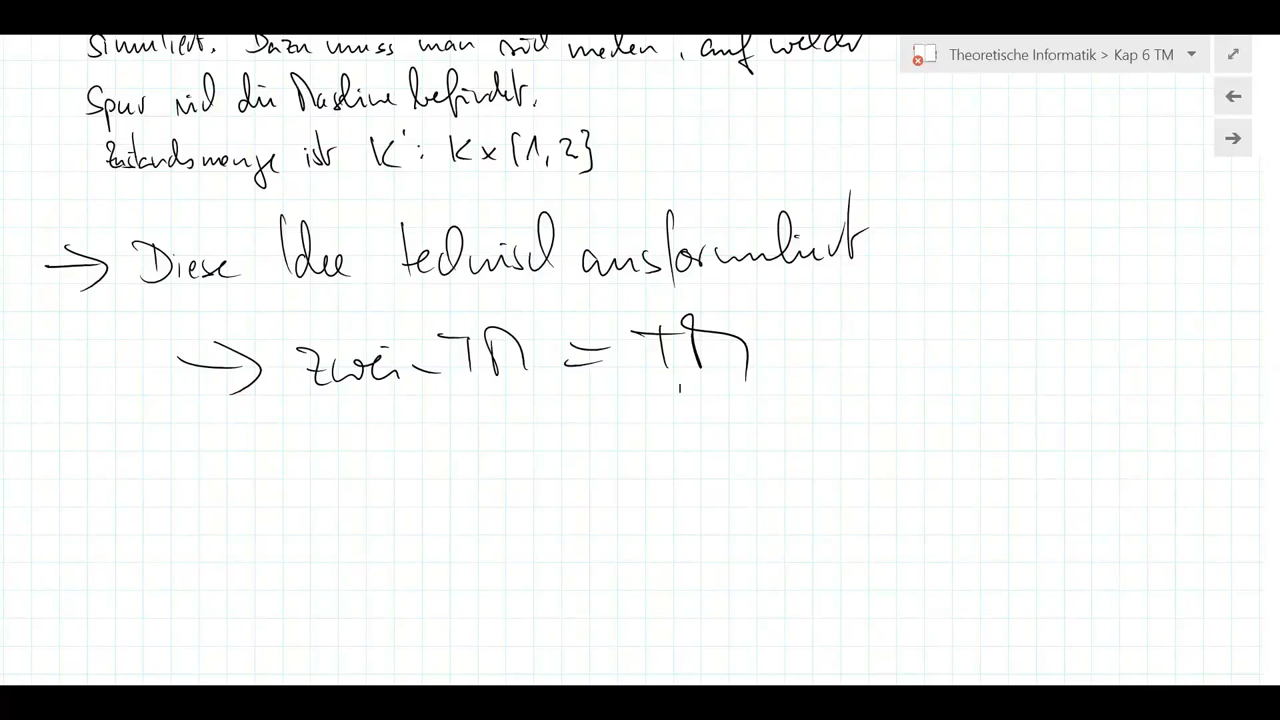 simuliert. Dazu muss man sich merken, auf welcher
Theoretische Informatik > Kap 6 TM
Spur sich die Maschine befindet.
Zustandsmenge ist K': K x {1, 2}
→ Diese Idee technisch ausformuliert
→ zwei-TM = TM